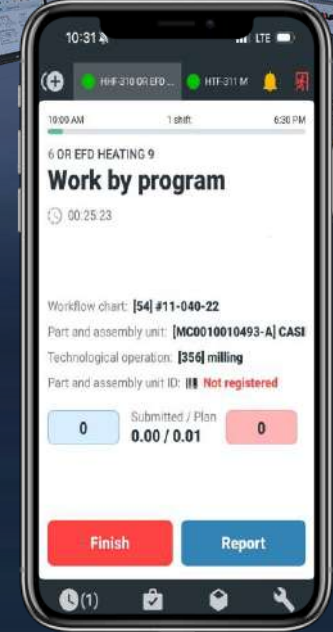 10:31
LTE
HHF-310 OR EFD ...
HTF-311 M
10:00 AM 1 shift 6:30 PM
6 OR EFD HEATING 9
Work by program
00:25:23
Workflow chart: [54] #11-040-22
Part and assembly unit: [MC0010010493-A] CASI
Technological operation: [356] milling
Part and assembly unit ID: Not registered
Submitted / Plan
0 0.00 / 0.01 0
Finish Report
(1)